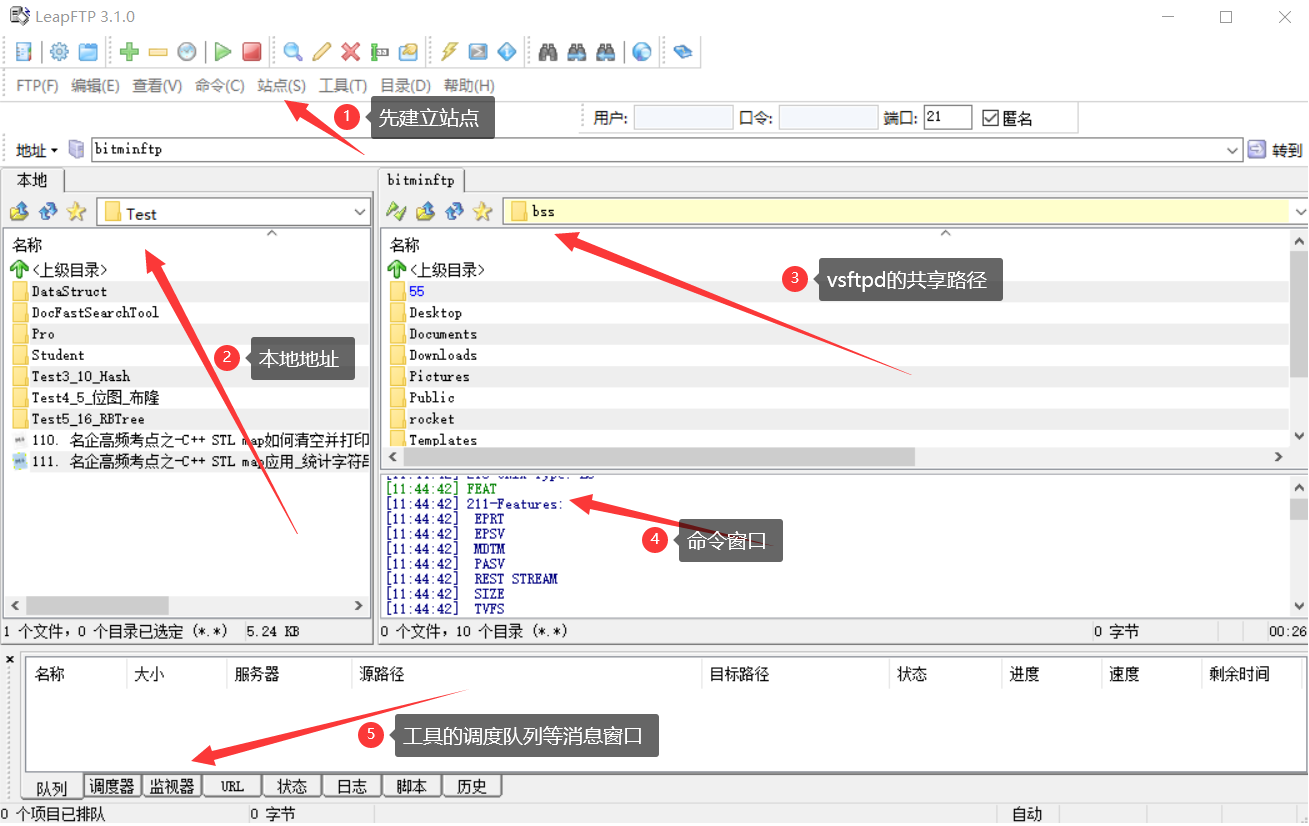 LeapFTP 3.1.0
FTP(F) 编辑(E) 查看(V) 命令(C) 站点(S) 工具(T) 目录(D) 帮助(H)
1 先建立站点
用户: 口令: 端口: 21 匿名
地址 bitminftp 转到
本地
Test
名称
<上级目录>
DataStruct
DocFastSearchTool
Pro
Student
Test3_10_Hash
Test4_5_位图_布隆
Test5_16_RBTree
110. 名企高频考点之-C++ STL map如何清空并打印
111. 名企高频考点之-C++ STL map应用_统计字符
2 本地地址
1 个文件，0 个目录已选定 (*.*) 5.24 KB
bitminftp
bss
名称
<上级目录>
55
Desktop
Documents
Downloads
Pictures
Public
rocket
Templates
3 vsftpd的共享路径
[11:44:42] FEAT
[11:44:42] 211-Features:
[11:44:42] EPRT
[11:44:42] EPSV
[11:44:42] MDTM
[11:44:42] PASV
[11:44:42] REST STREAM
[11:44:42] SIZE
[11:44:42] TVFS
4 命令窗口
0 个文件，10 个目录 (*.*) 0 字节 00:26
名称 大小 服务器 源路径 目标路径 状态 进度 速度 剩余时间
5 工具的调度队列等消息窗口
队列 调度器 监视器 URL 状态 日志 脚本 历史
0 个项目已排队 0 字节 自动